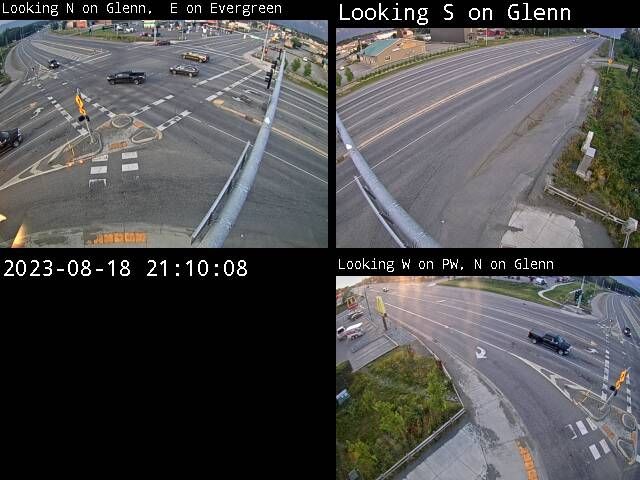 Looking N on Glenn,  E on Evergreen
Looking S on Glenn
2023-08-18 21:10:08
Looking W on PW, N on Glenn